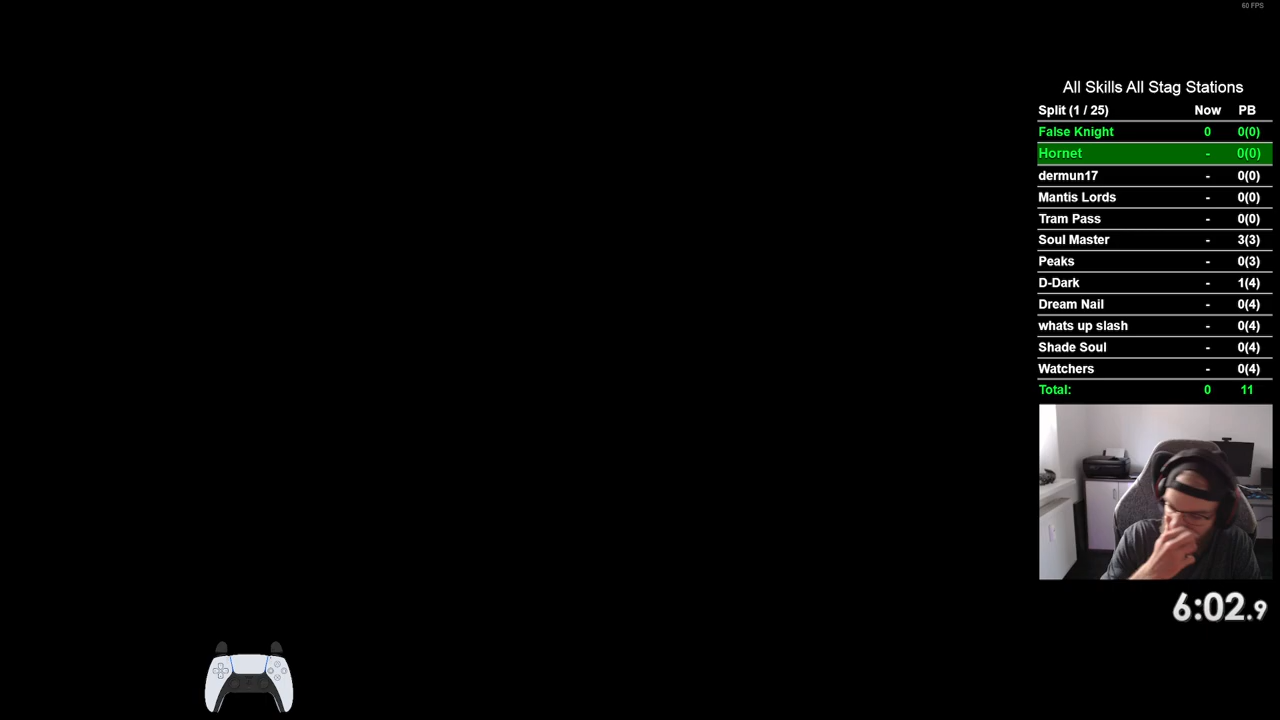 60 FPS
All Skills All Stag Stations
Split (1 / 25) Now PB
False Knight 0 0(0)
Hornet - 0(0)
dermun17 - 0(0)
Mantis Lords - 0(0)
Tram Pass - 0(0)
Soul Master - 3(3)
Peaks - 0(3)
D-Dark - 1(4)
Dream Nail - 0(4)
whats up slash - 0(4)
Shade Soul - 0(4)
Watchers - 0(4)
Total: 0 11
6:02.9